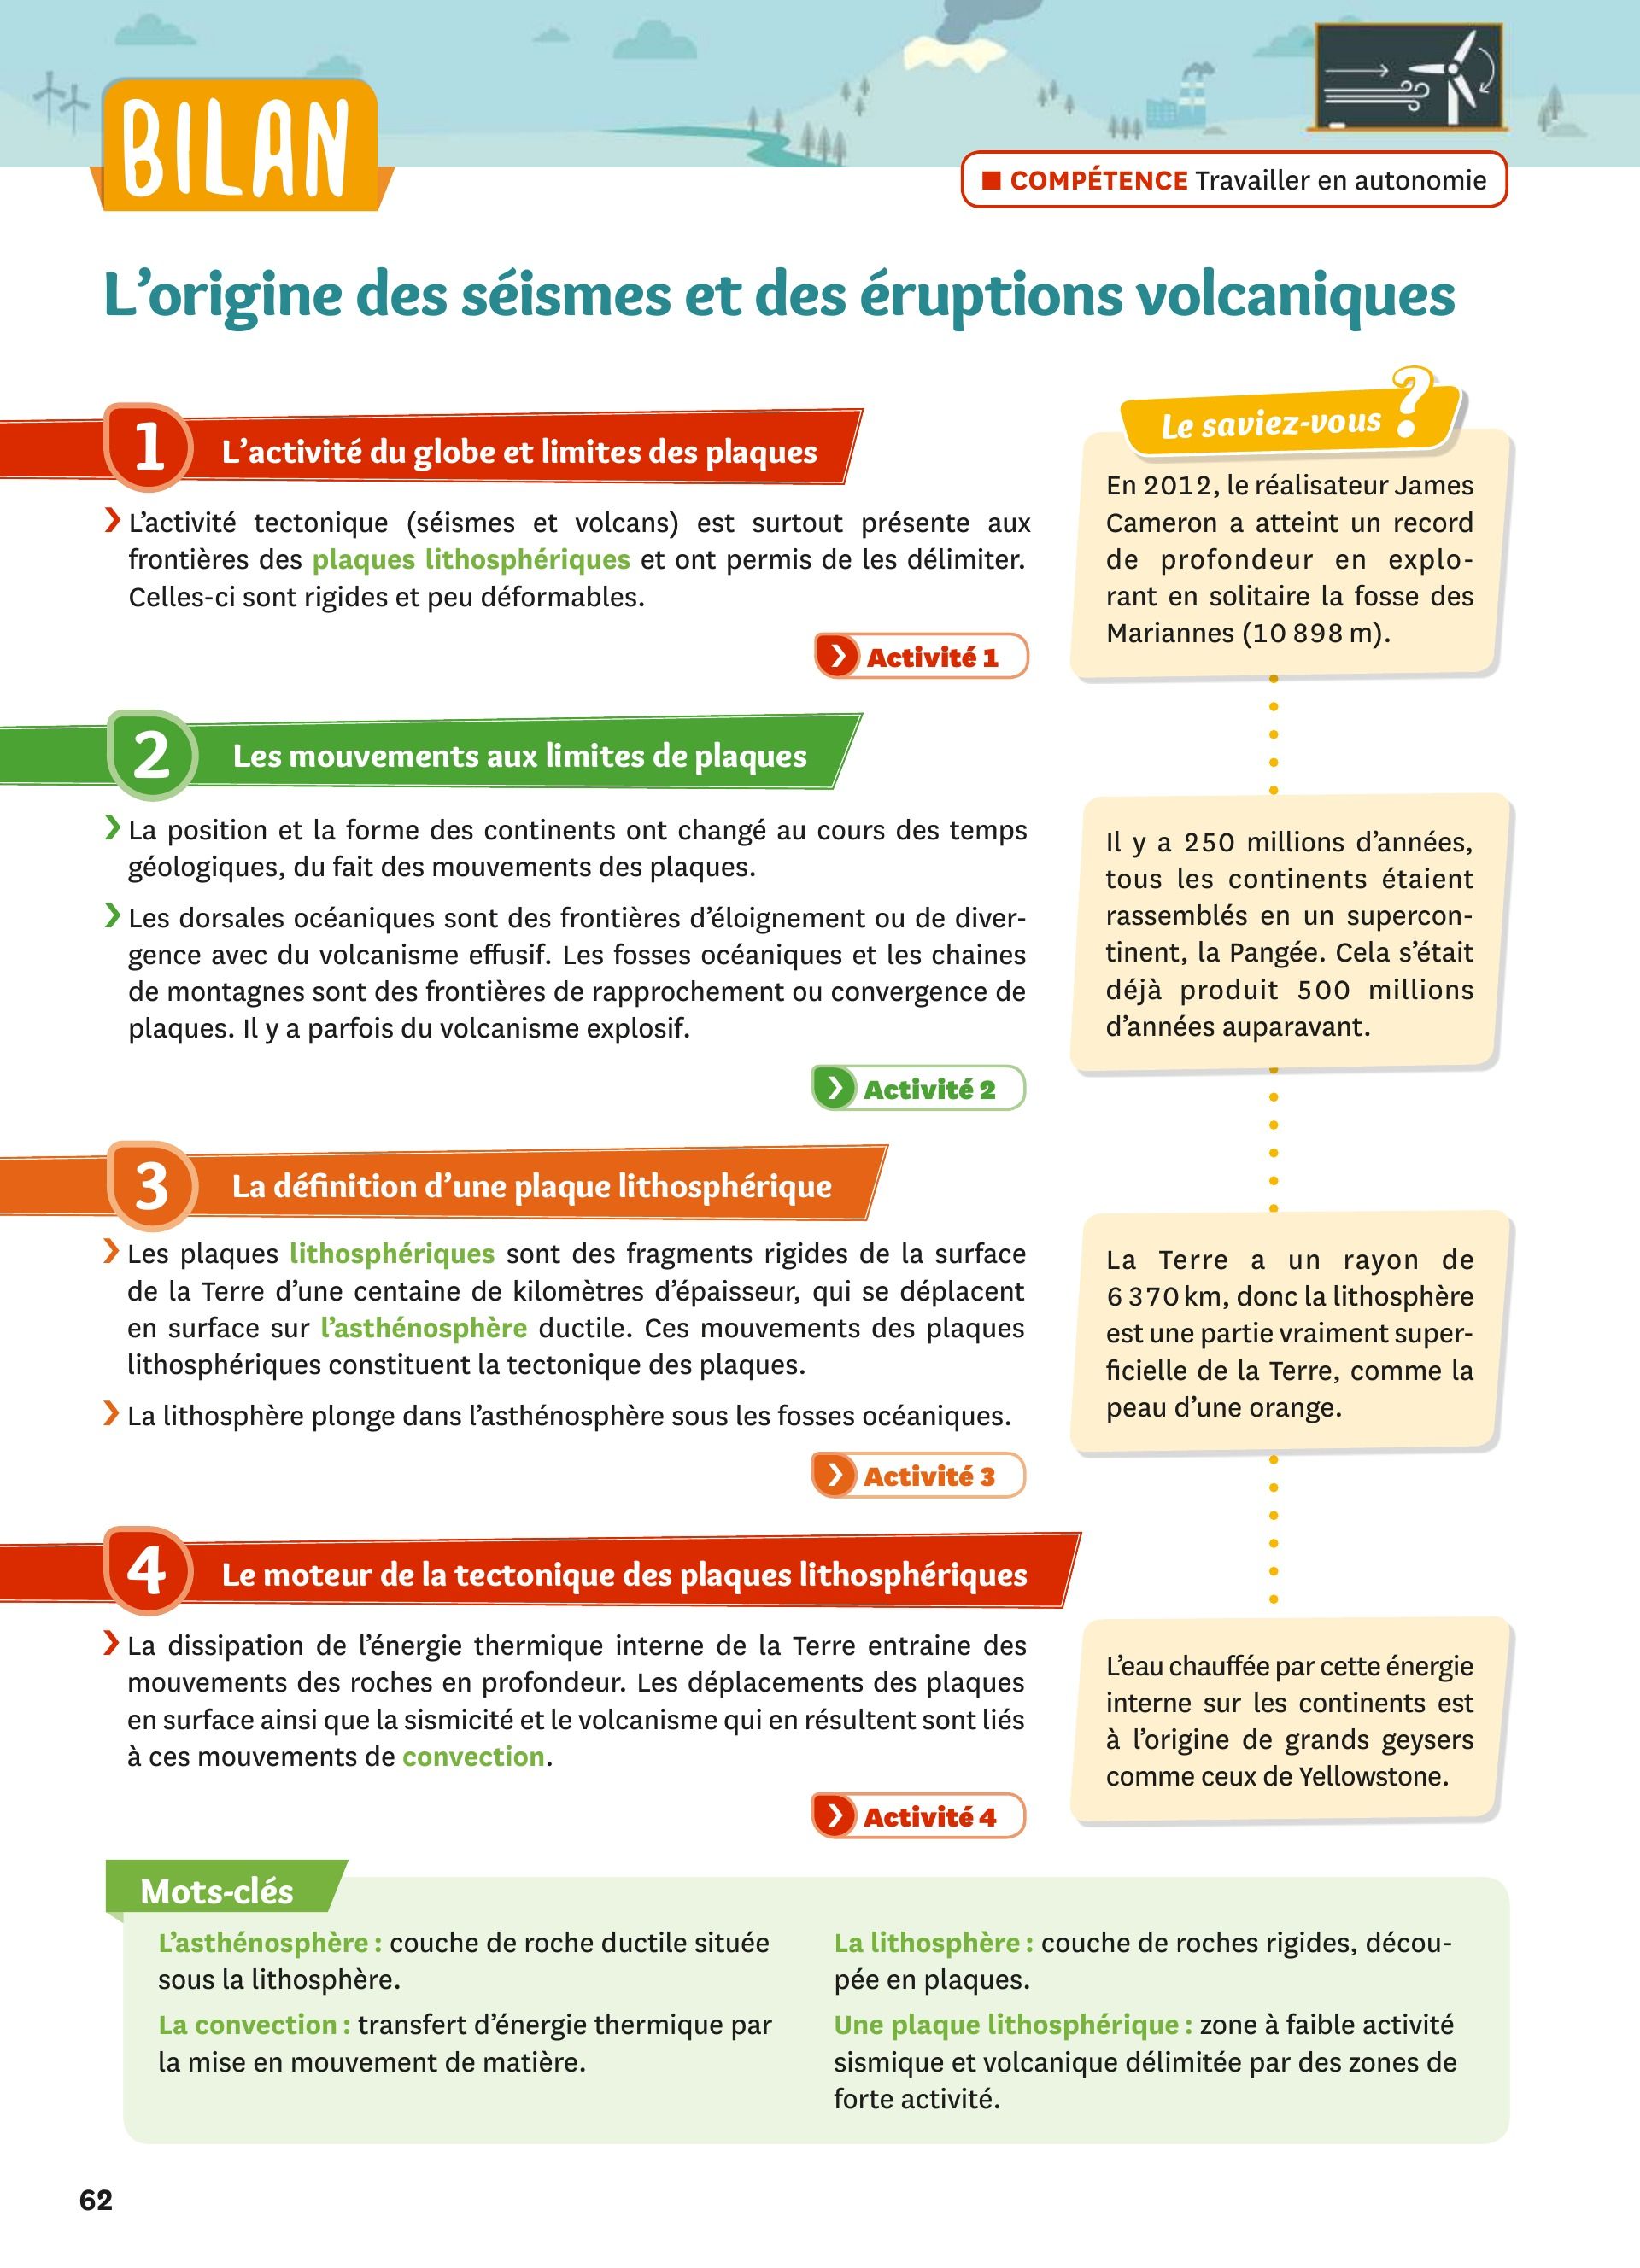 BILAN
■ COMPÉTENCE Travailler en autonomie
L'origine des séismes et des éruptions volcaniques
1 L'activité du globe et limites des plaques
❯ L'activité tectonique (séismes et volcans) est surtout présente aux
frontières des plaques lithosphériques et ont permis de les délimiter.
Celles-ci sont rigides et peu déformables.
❯ Activité 1
2 Les mouvements aux limites de plaques
❯ La position et la forme des continents ont changé au cours des temps
géologiques, du fait des mouvements des plaques.
❯ Les dorsales océaniques sont des frontières d'éloignement ou de diver-
gence avec du volcanisme effusif. Les fosses océaniques et les chaines
de montagnes sont des frontières de rapprochement ou convergence de
plaques. Il y a parfois du volcanisme explosif.
❯ Activité 2
3 La définition d'une plaque lithosphérique
❯ Les plaques lithosphériques sont des fragments rigides de la surface
de la Terre d'une centaine de kilomètres d'épaisseur, qui se déplacent
en surface sur l'asthénosphère ductile. Ces mouvements des plaques
lithosphériques constituent la tectonique des plaques.
❯ La lithosphère plonge dans l'asthénosphère sous les fosses océaniques.
❯ Activité 3
4 Le moteur de la tectonique des plaques lithosphériques
❯ La dissipation de l'énergie thermique interne de la Terre entraine des
mouvements des roches en profondeur. Les déplacements des plaques
en surface ainsi que la sismicité et le volcanisme qui en résultent sont liés
à ces mouvements de convection.
❯ Activité 4
Le saviez-vous ?
En 2012, le réalisateur James
Cameron a atteint un record
de profondeur en explo-
rant en solitaire la fosse des
Mariannes (10 898 m).
Il y a 250 millions d'années,
tous les continents étaient
rassemblés en un supercon-
tinent, la Pangée. Cela s'était
déjà produit 500 millions
d'années auparavant.
La Terre a un rayon de
6 370 km, donc la lithosphère
est une partie vraiment super-
ficielle de la Terre, comme la
peau d'une orange.
L'eau chauffée par cette énergie
interne sur les continents est
à l'origine de grands geysers
comme ceux de Yellowstone.
Mots-clés
L'asthénosphère : couche de roche ductile située
sous la lithosphère.
La convection : transfert d'énergie thermique par
la mise en mouvement de matière.
La lithosphère : couche de roches rigides, décou-
pée en plaques.
Une plaque lithosphérique : zone à faible activité
sismique et volcanique délimitée par des zones de
forte activité.
62